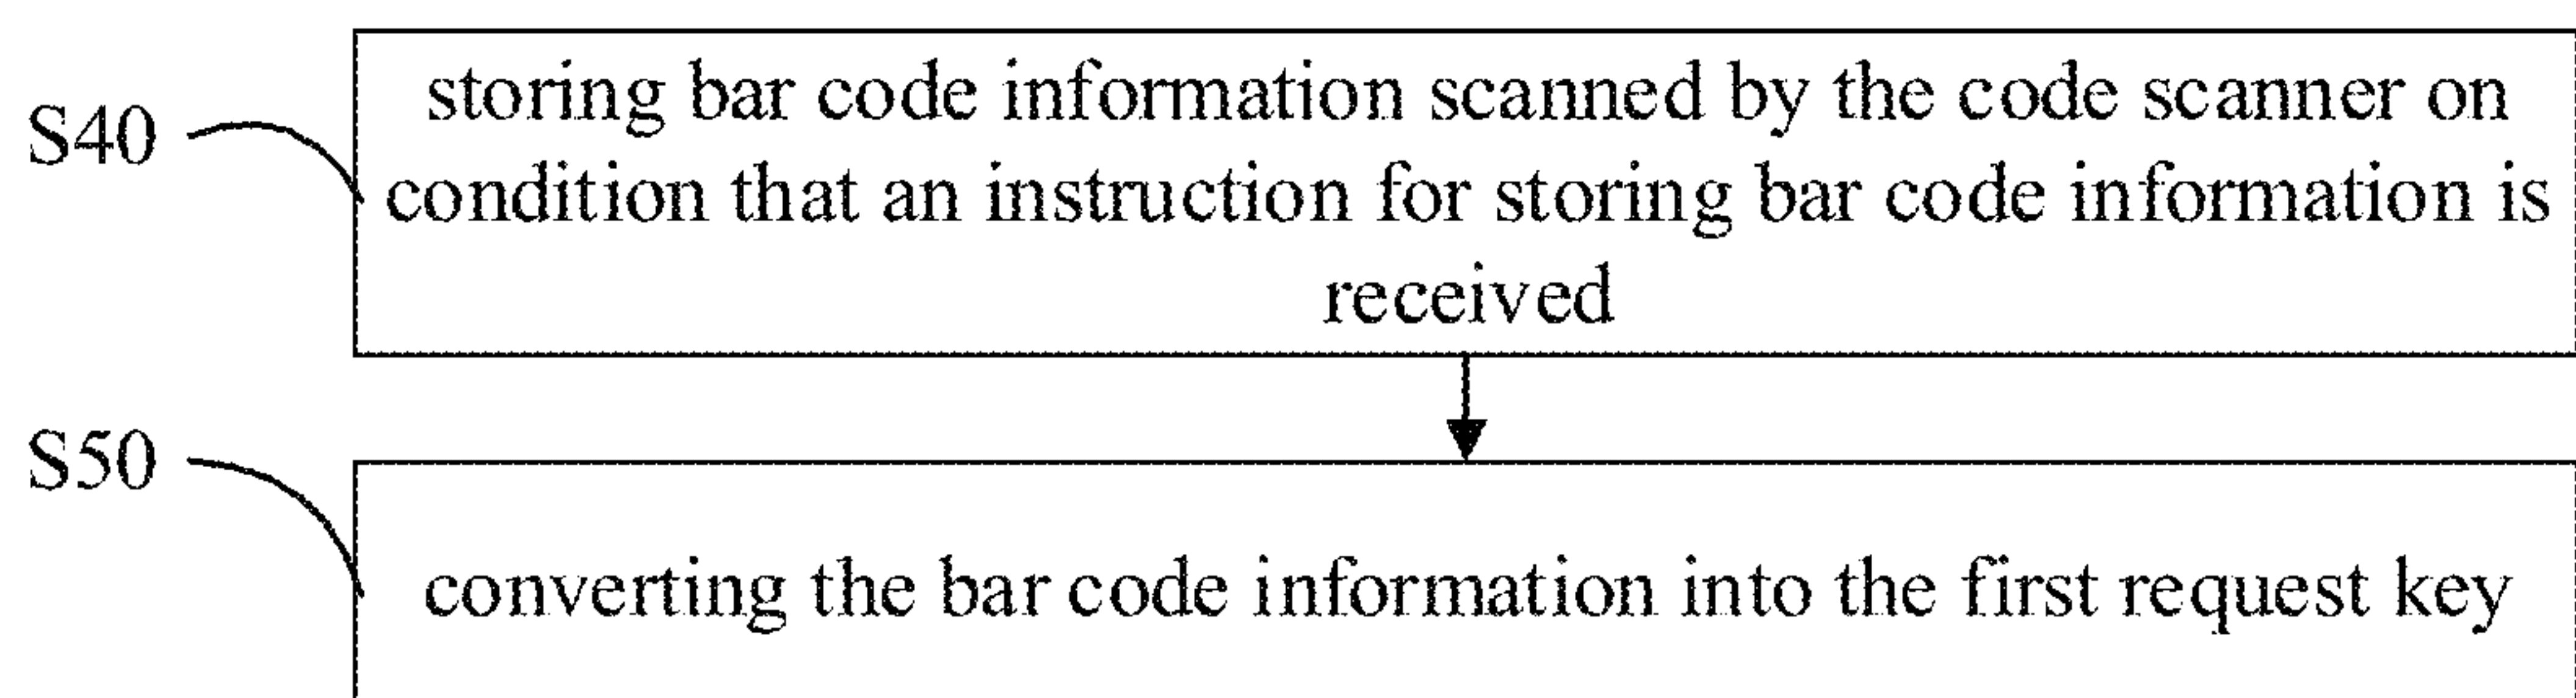 S40
storing bar code information scanned by the code scanner on
condition that an instruction for storing bar code information is
received
S50
converting the bar code information into the first request key